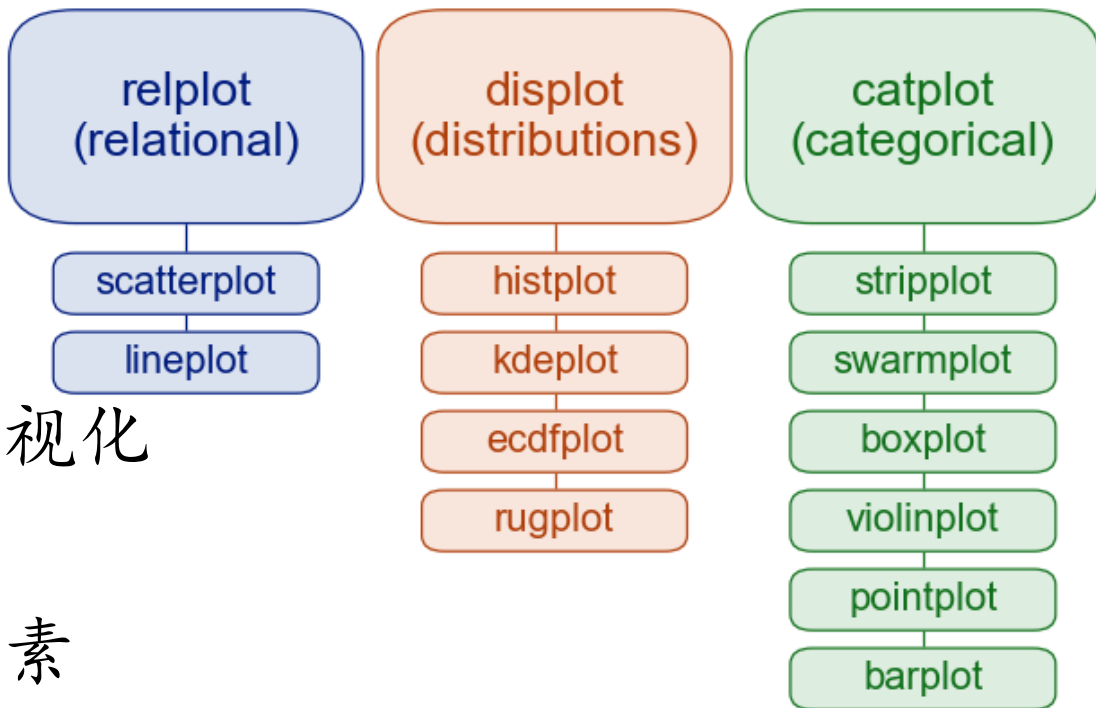 relplot
(relational)
scatterplot
lineplot
displot
(distributions)
histplot
kdeplot
ecdfplot
rugplot
catplot
(categorical)
stripplot
swarmplot
boxplot
violinplot
pointplot
barplot
视化
素